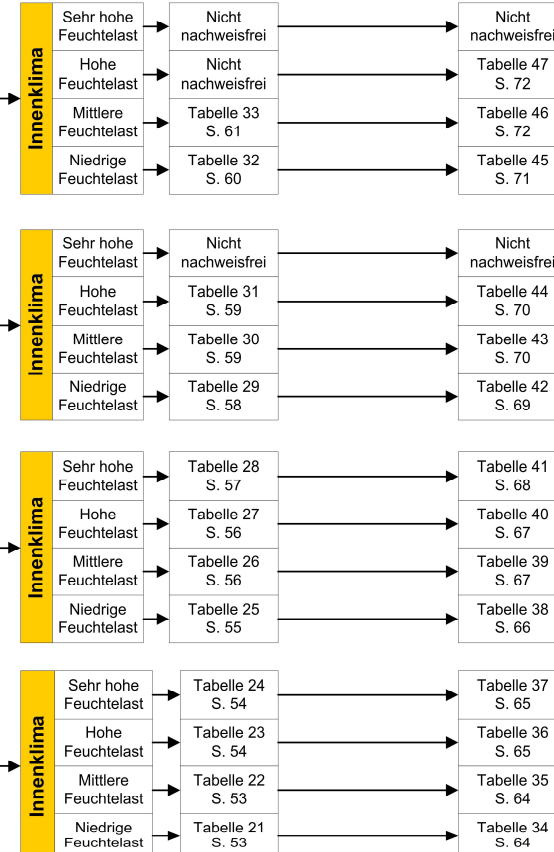 Innenklima
Sehr hohe
Feuchtelast
Nicht
nachweisfrei
Nicht
nachweisfrei
Hohe
Feuchtelast
Nicht
nachweisfrei
Tabelle 47
S. 72
Mittlere
Feuchtelast
Tabelle 33
S. 61
Tabelle 46
S. 72
Niedrige
Feuchtelast
Tabelle 32
S. 60
Tabelle 45
S. 71
Innenklima
Sehr hohe
Feuchtelast
Nicht
nachweisfrei
Nicht
nachweisfrei
Hohe
Feuchtelast
Tabelle 31
S. 59
Tabelle 44
S. 70
Mittlere
Feuchtelast
Tabelle 30
S. 59
Tabelle 43
S. 70
Niedrige
Feuchtelast
Tabelle 29
S. 58
Tabelle 42
S. 69
Innenklima
Sehr hohe
Feuchtelast
Tabelle 28
S. 57
Tabelle 41
S. 68
Hohe
Feuchtelast
Tabelle 27
S. 56
Tabelle 40
S. 67
Mittlere
Feuchtelast
Tabelle 26
S. 56
Tabelle 39
S. 67
Niedrige
Feuchtelast
Tabelle 25
S. 55
Tabelle 38
S. 66
Innenklima
Sehr hohe
Feuchtelast
Tabelle 24
S. 54
Tabelle 37
S. 65
Hohe
Feuchtelast
Tabelle 23
S. 54
Tabelle 36
S. 65
Mittlere
Feuchtelast
Tabelle 22
S. 53
Tabelle 35
S. 64
Niedrige
Feuchtelast
Tabelle 21
S. 53
Tabelle 34
S. 64